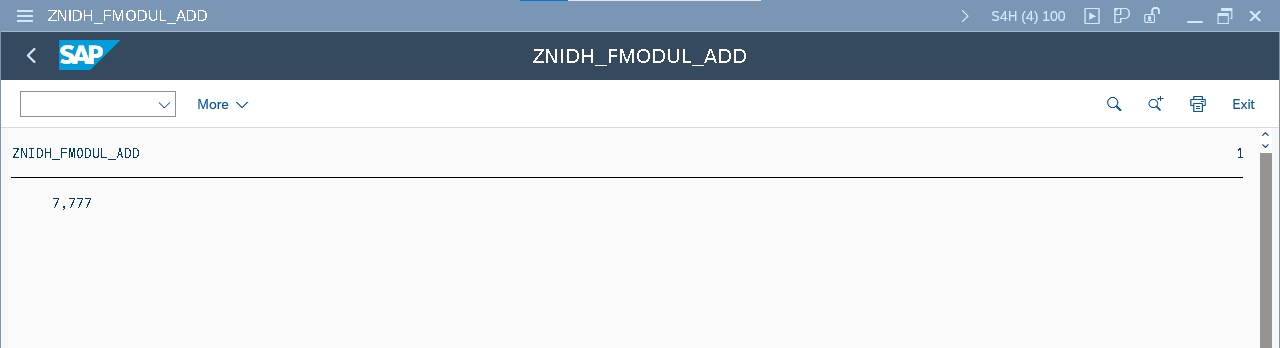 ZNIDH_FMODUL_ADD
S4H (4) 100
SAP
ZNIDH_FMODUL_ADD
More
Exit
ZNIDH_FMODUL_ADD 1
7,777